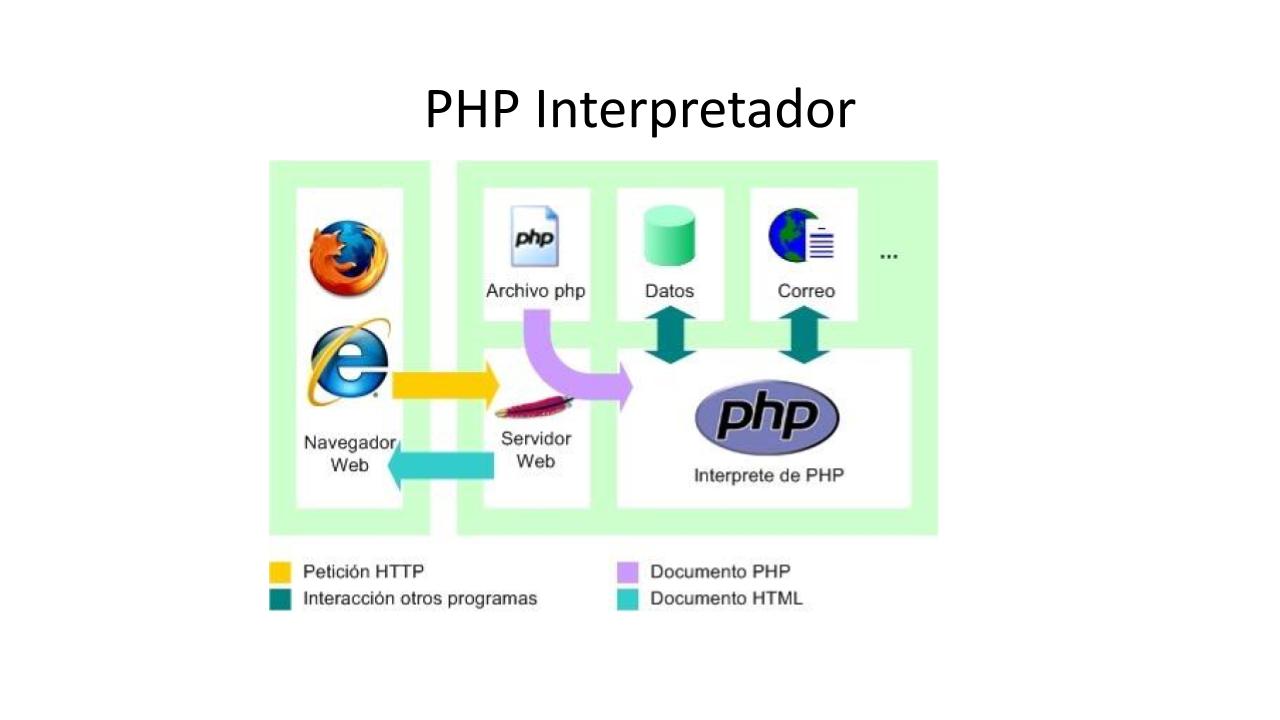 PHP Interpretador
php
Archivo php
Datos
Correo
...
Navegador
Web
Servidor
Web
php
Interprete de PHP
Petición HTTP
Interacción otros programas
Documento PHP
Documento HTML